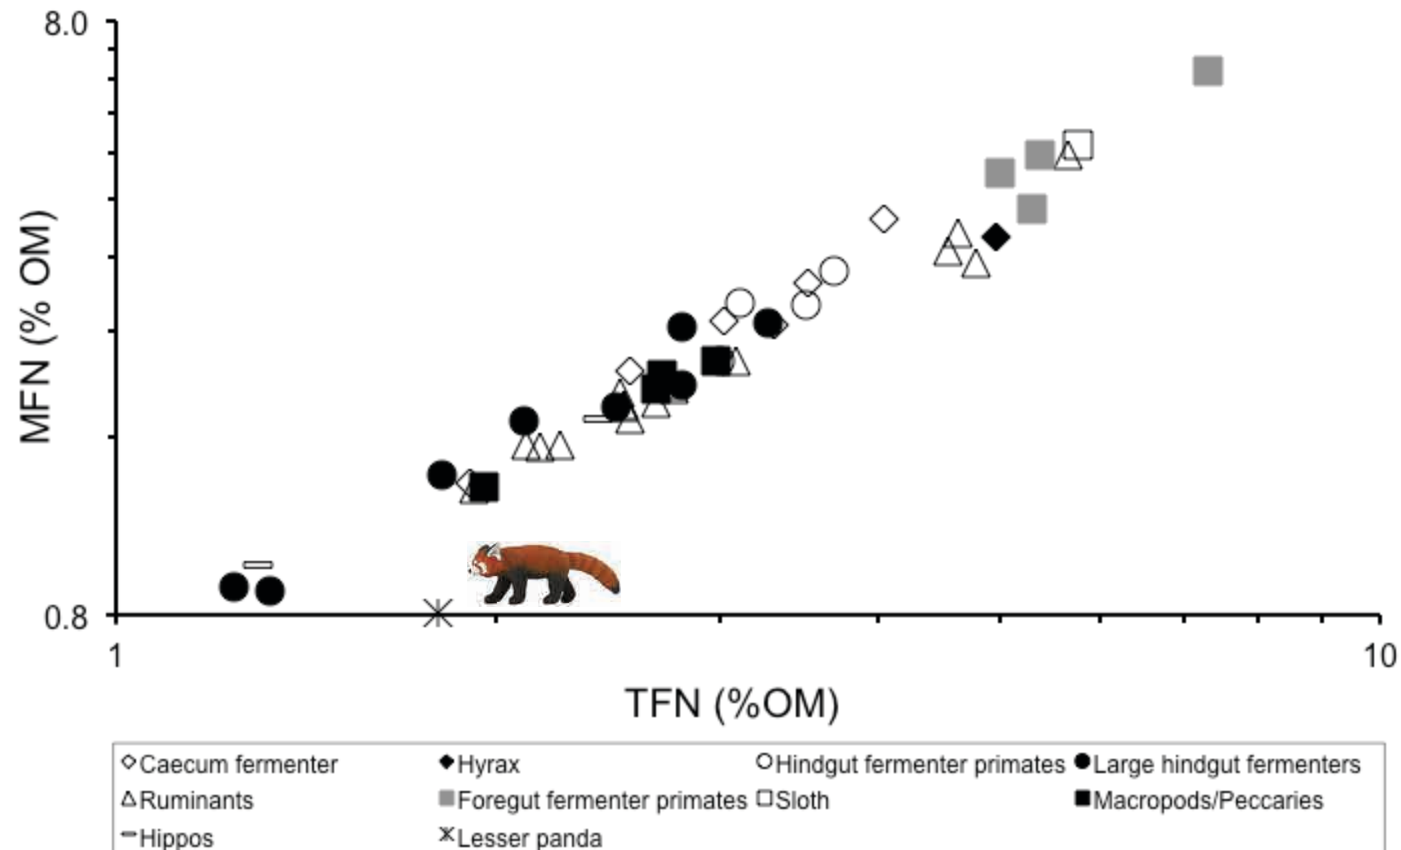 8.0
MFN (% OM)
0.8
1
10
TFN (%OM)
Caecum fermenter Hyrax Hindgut fermenter primates Large hindgut fermenters
Ruminants Foregut fermenter primates Sloth Macropods/Peccaries
Hippos Lesser panda